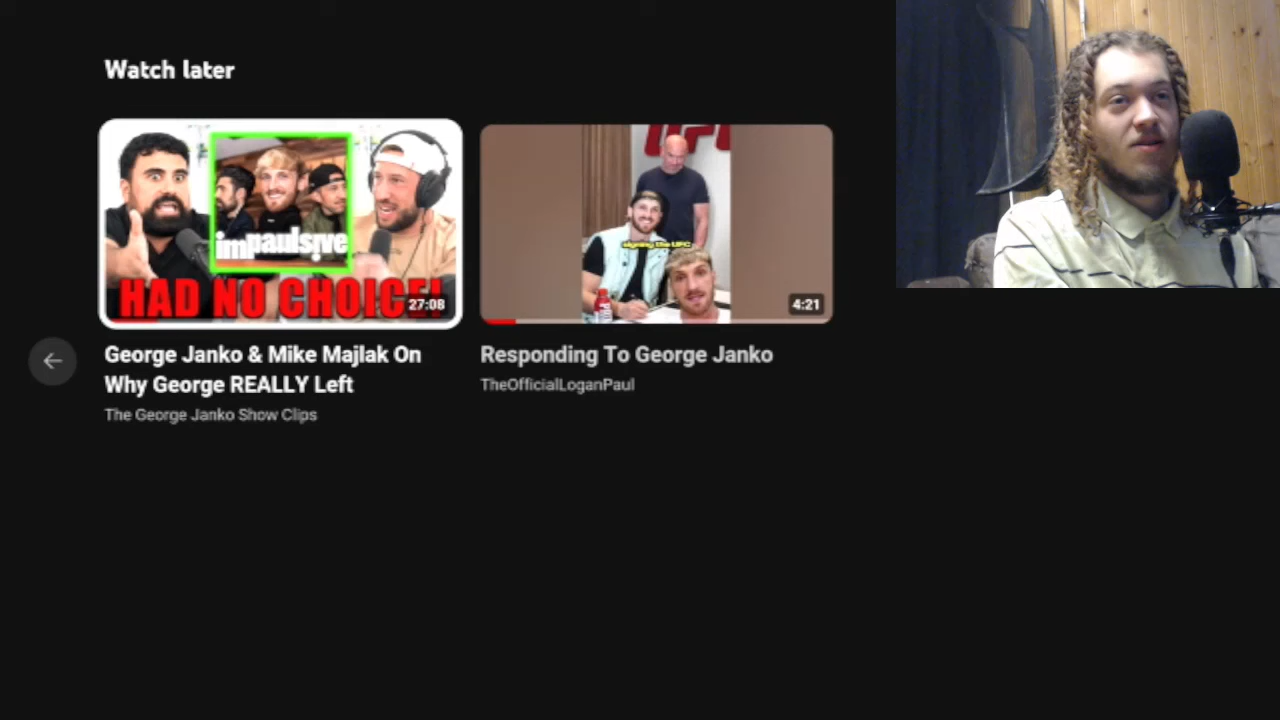 Watch later
impaulsive
HAD NO CHOICE!
27:08
George Janko & Mike Majlak On
Why George REALLY Left
The George Janko Show Clips
UFC
signing the UFC
4:21
Responding To George Janko
TheOfficialLoganPaul